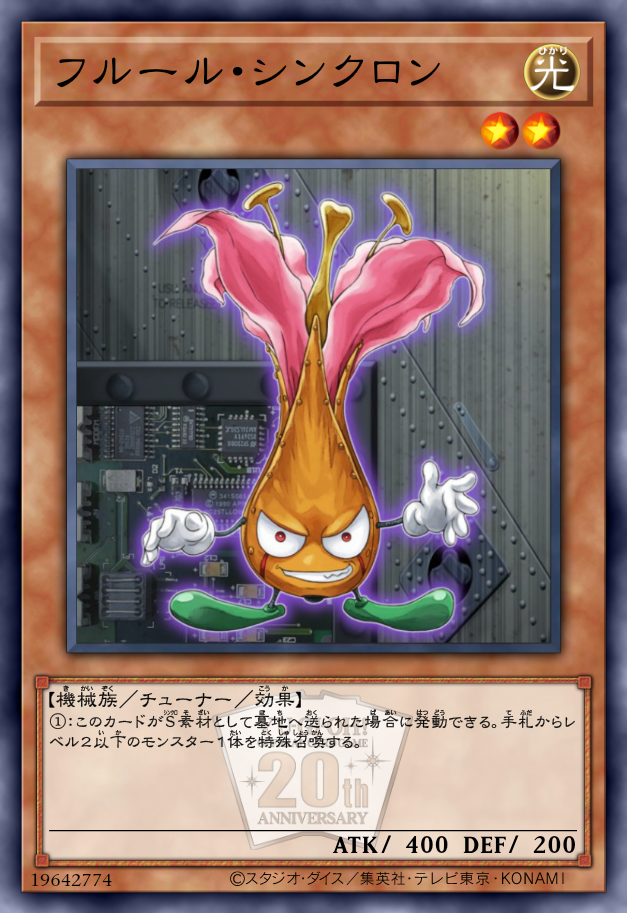 フルール・シンクロン
光
USE AN
TO RELEASE
【機械族／チューナー／効果】
①：このカードがS素材として墓地へ送られた場合に発動できる。手札からレ
ベル2以下のモンスター1体を特殊召喚する。
20th
ANNIVERSARY
ATK/ 400 DEF/ 200
19642774
©スタジオ・ダイス／集英社・テレビ東京・KONAMI